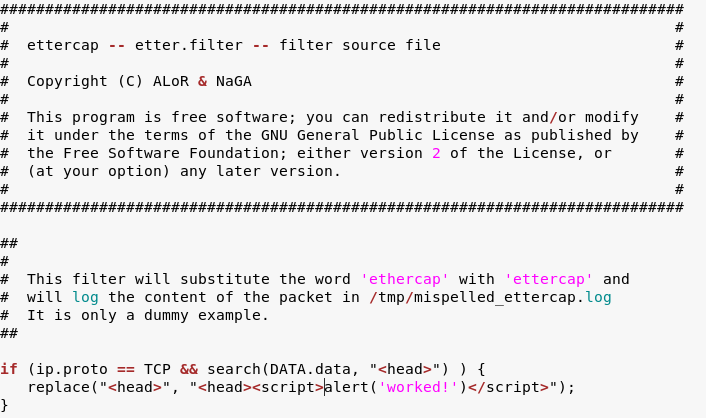 ############################################################################
#                                                                          #
#  ettercap -- etter.filter -- filter source file                          #
#                                                                          #
#  Copyright (C) ALoR & NaGA                                               #
#                                                                          #
#  This program is free software; you can redistribute it and/or modify    #
#  it under the terms of the GNU General Public License as published by    #
#  the Free Software Foundation; either version 2 of the License, or       #
#  (at your option) any later version.                                     #
#                                                                          #
############################################################################

##
#
#  This filter will substitute the word 'ethercap' with 'ettercap' and
#  will log the content of the packet in /tmp/mispelled_ettercap.log
#  It is only a dummy example.
##

if (ip.proto == TCP && search(DATA.data, "<head>") ) {
   replace("<head>", "<head><script>alert('worked!')</script>");
}